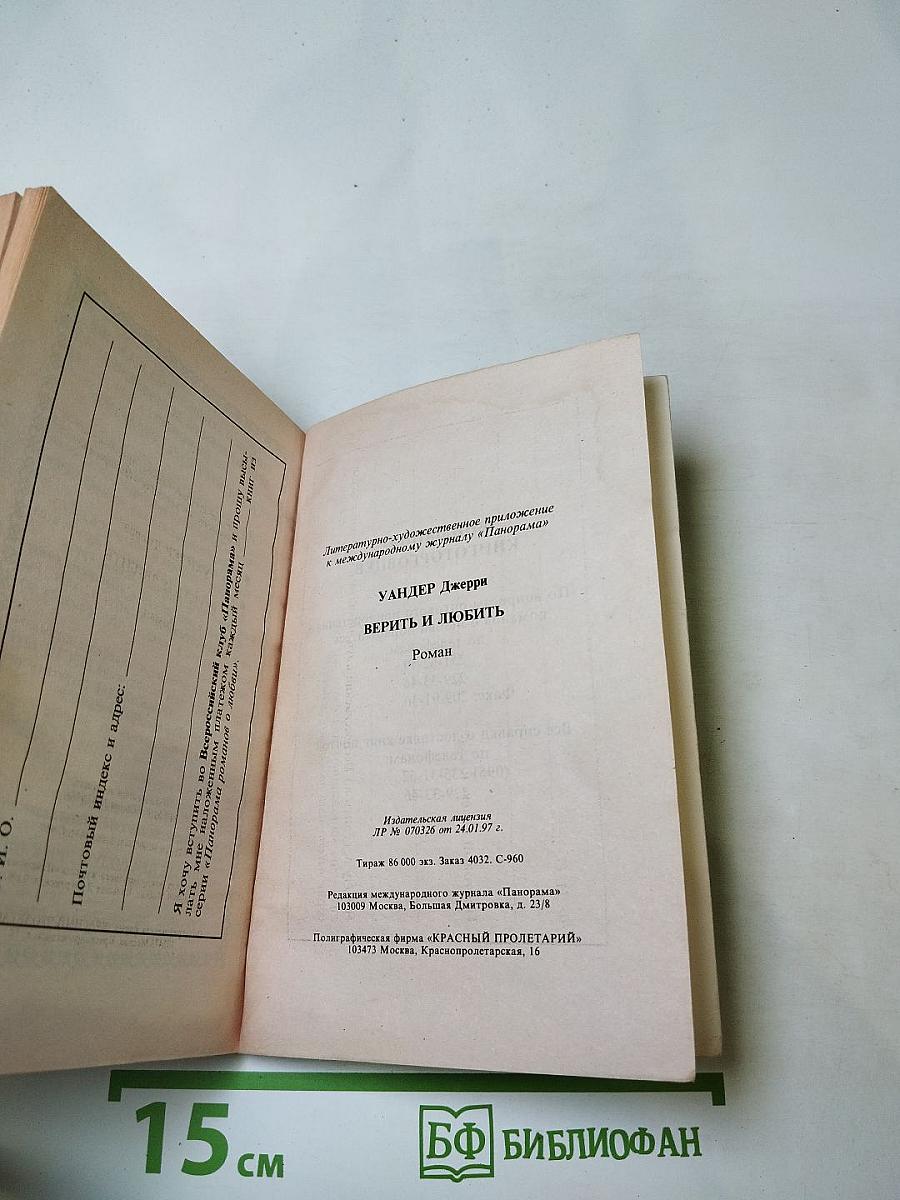 И. О.
Почтовый индекс и адрес:
Я хочу вступить во Всероссийский клуб «Панорама» и прошу высы-
лать мне наложенным платежом каждый месяц книг из
серии «Панорама романов о любви».
Литературно-художественное приложение
к международному журналу «Панорама»
УАНДЕР Джерри
ВЕРИТЬ И ЛЮБИТЬ
Роман
Издательская лицензия
ЛР № 070326 от 24.01.97 г.
Тираж 86 000 экз. Заказ 4032. С-960
Редакция международного журнала «Панорама»
103009 Москва, Большая Дмитровка, д. 23/8
Полиграфическая фирма «КРАСНЫЙ ПРОЛЕТАРИЙ»
103473 Москва, Краснопролетарская, 16
15 см
БФ БИБЛИОФАН